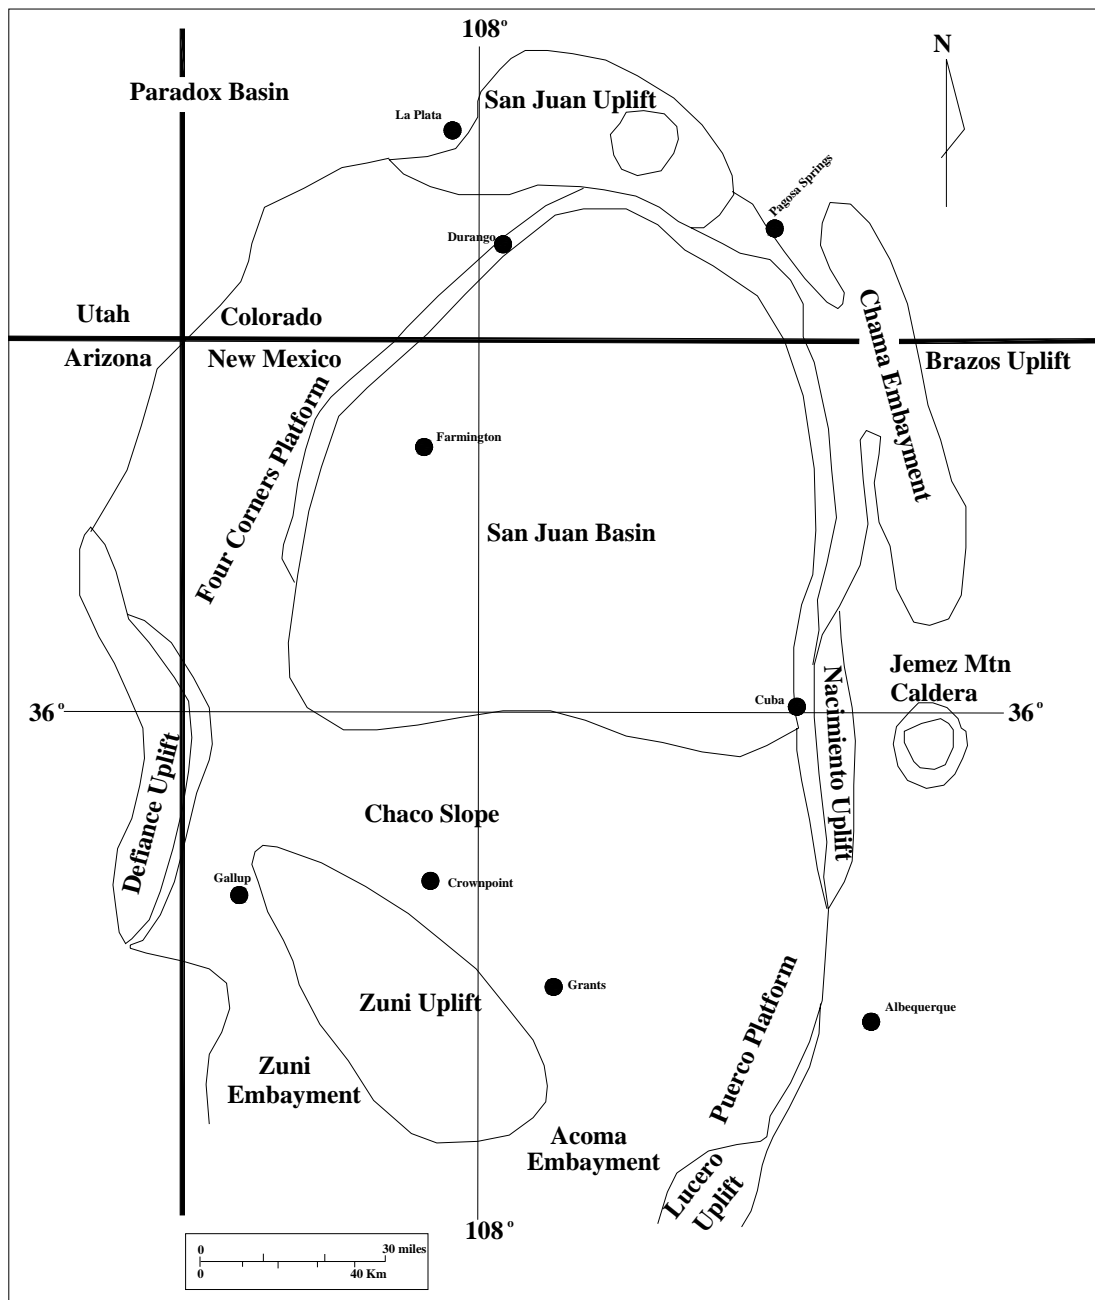 108°
N
Paradox Basin
San Juan Uplift
La Plata
Pagosa Springs
Durango
Utah
Colorado
Arizona
New Mexico
Chama Embayment
Brazos Uplift
Four Corners Platform
Farmington
San Juan Basin
Jemez Mtn
Caldera
Nacimiento Uplift
Cuba
36°
36°
Defiance Uplift
Chaco Slope
Gallup
Crownpoint
Zuni Uplift
Grants
Puerco Platform
Albequerque
Zuni
Embayment
Acoma
Embayment
Lucero
Uplift
108°
0
30 miles
0
40 Km